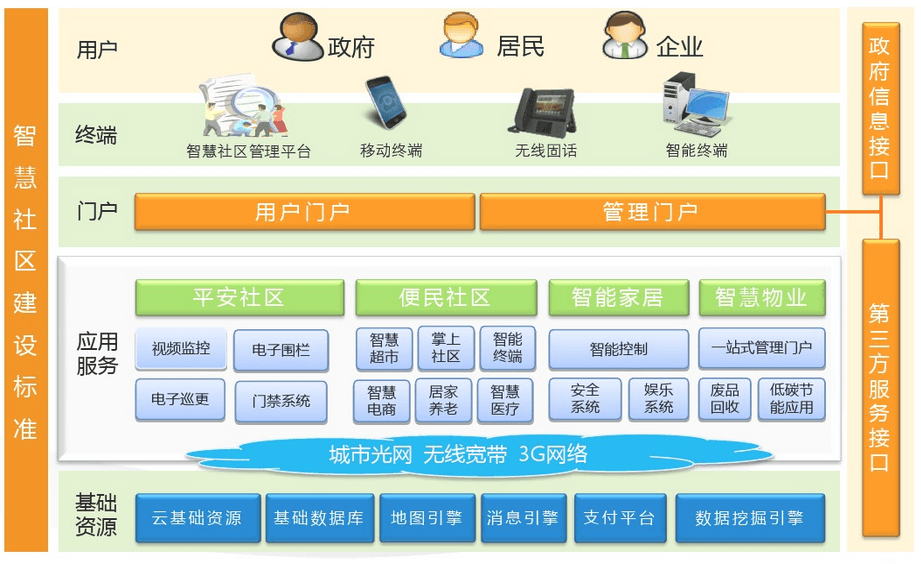 智慧社区建设标准
用户
政府
居民
企业
终端
智慧社区管理平台
移动终端
无线固话
智能终端
门户
用户门户
管理门户
应用
服务
平安社区
便民社区
智能家居
智慧物业
视频监控
电子围栏
电子巡更
门禁系统
智慧
超市
掌上
社区
智能
终端
智慧
电商
居家
养老
智慧
医疗
智能控制
安全
系统
娱乐
系统
一站式管理门户
废品
回收
低碳节
能应用
城市光网 无线宽带 3G网络
基础
资源
云基础资源
基础数据库
地图引擎
消息引擎
支付平台
数据挖掘引擎
政府信息接口
第三方服务接口